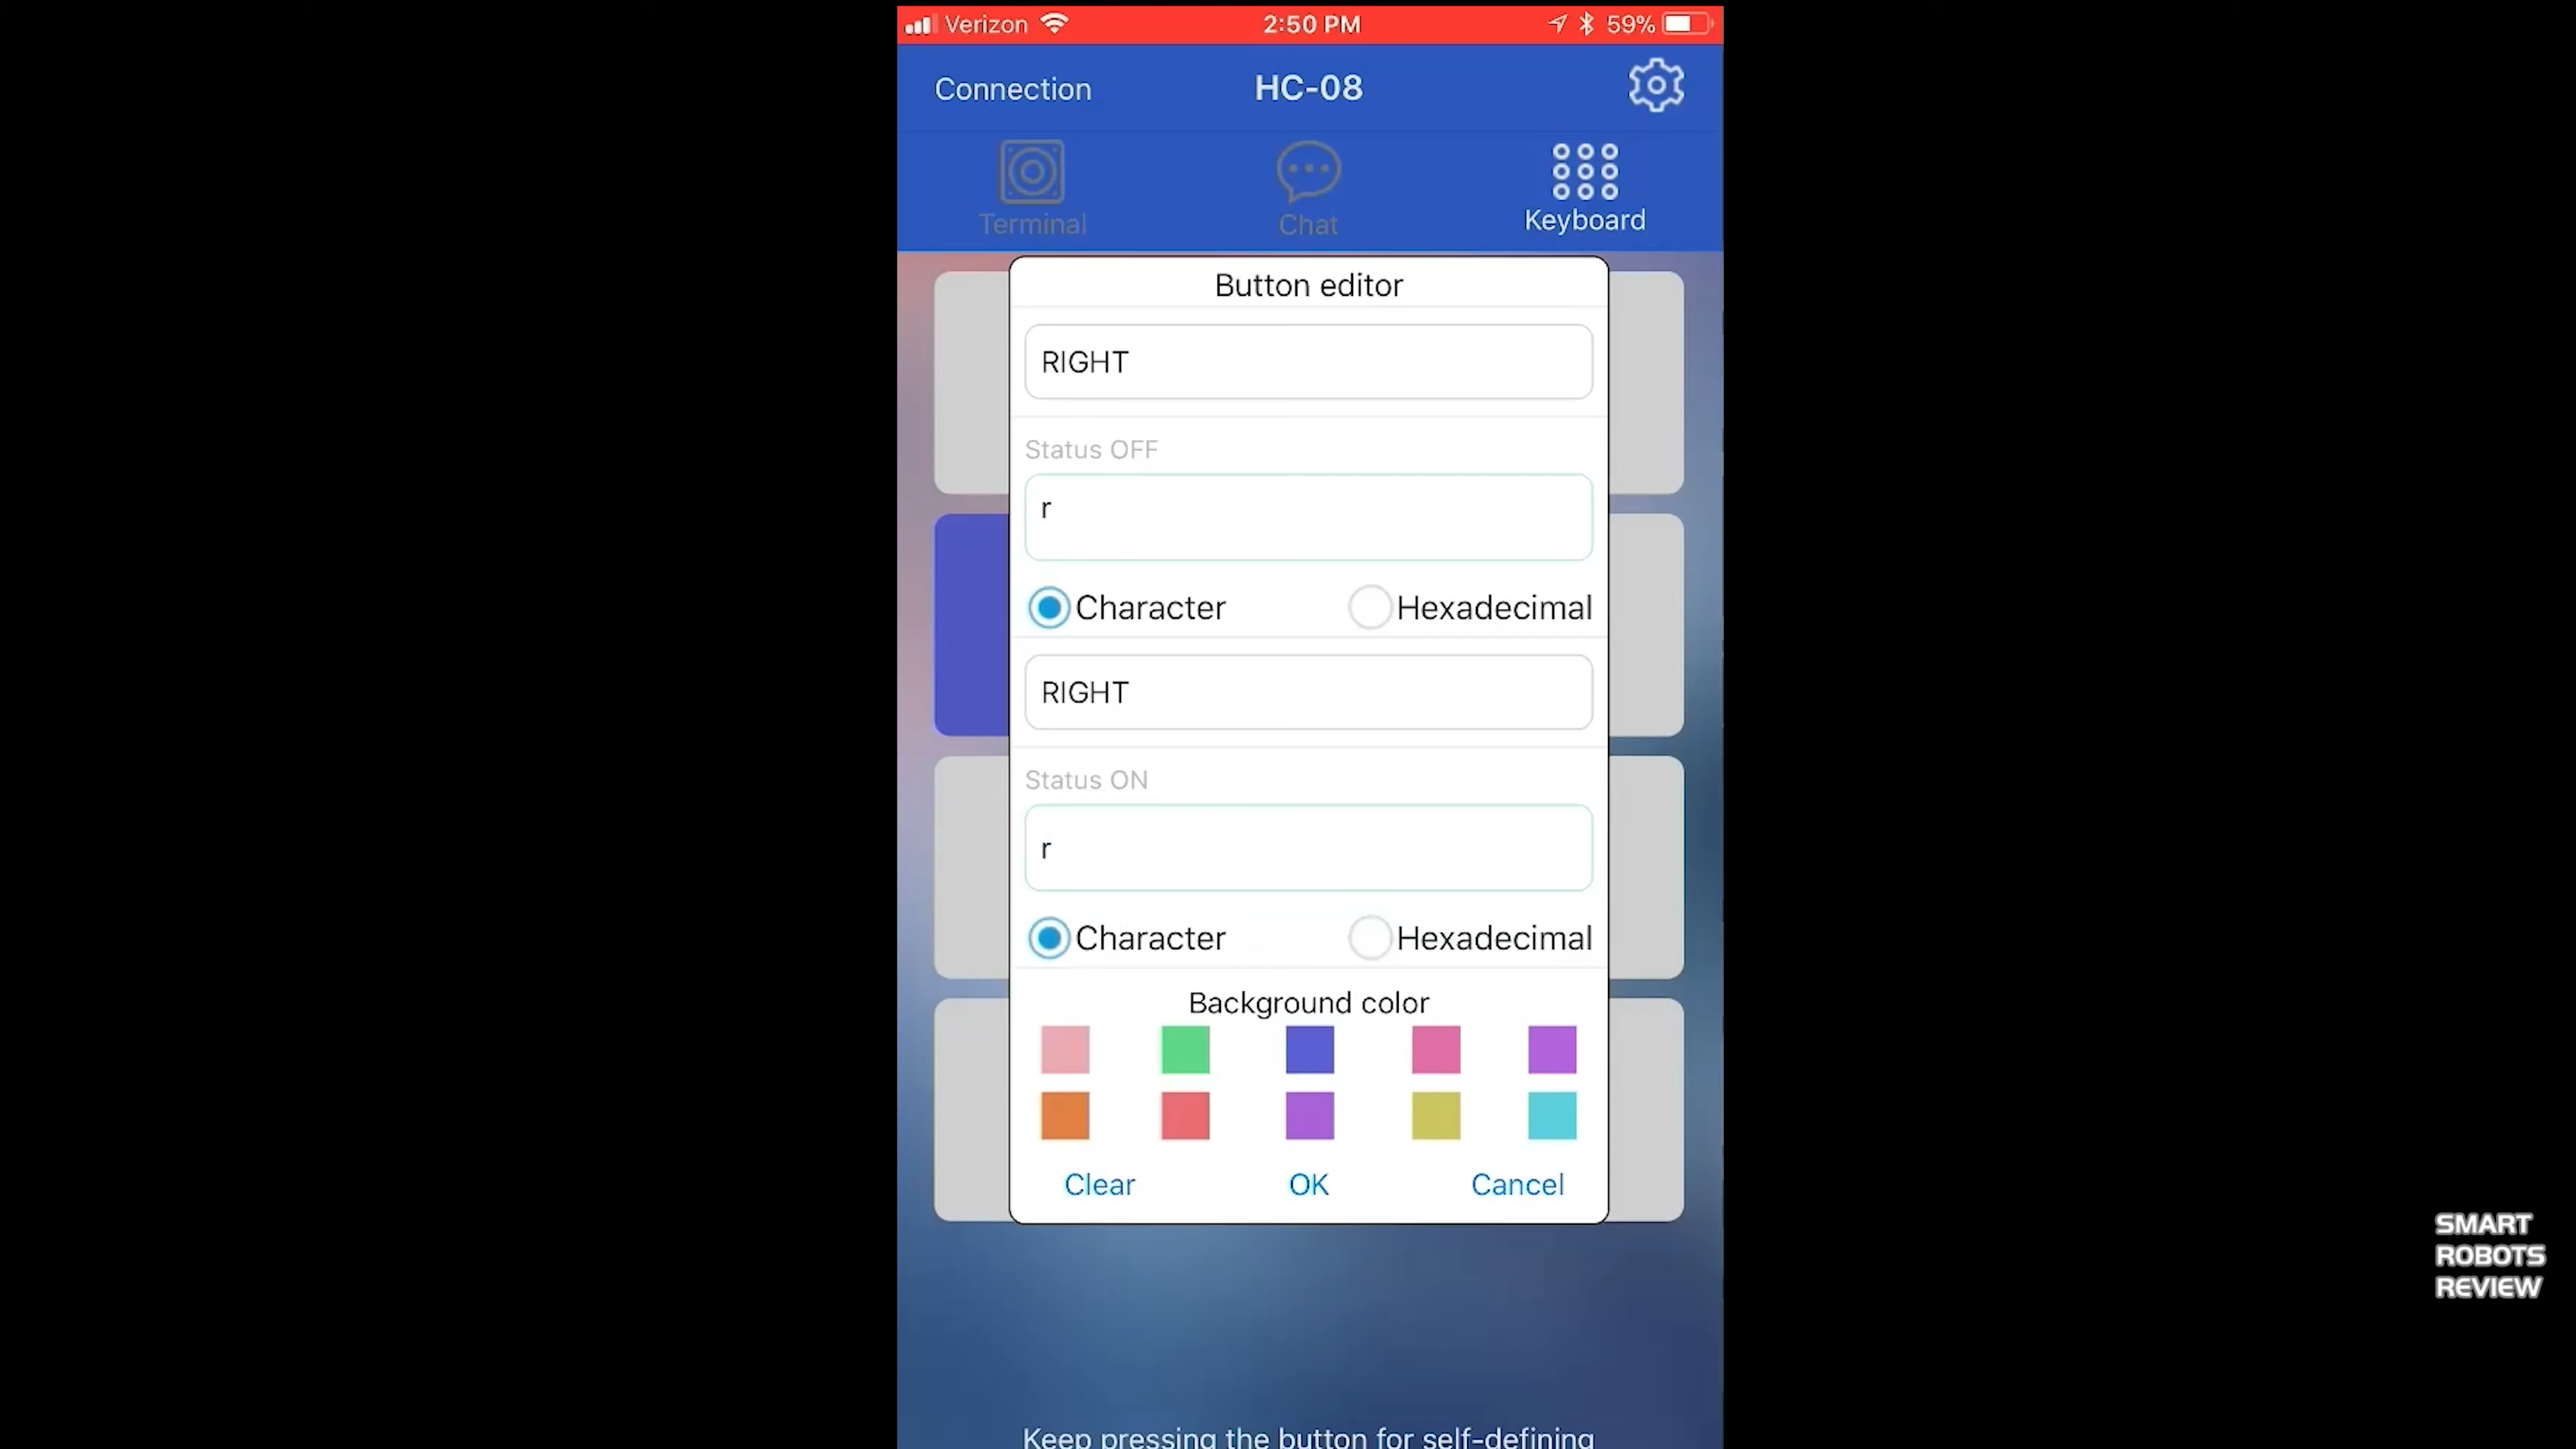 Verizon 2:50 PM 59%
Connection HC-08
Terminal Chat Keyboard
Button editor
RIGHT
Status OFF
r
Character Hexadecimal
RIGHT
Status ON
r
Character Hexadecimal
Background color
Clear OK Cancel
Keep pressing the button for self-defining
SMART
ROBOTS
REVIEW